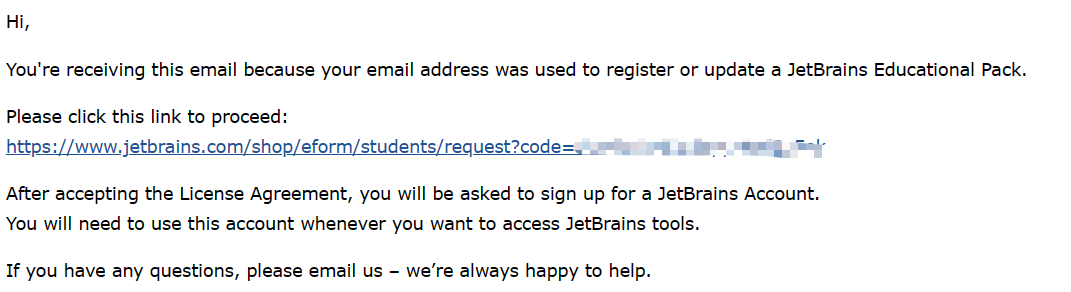 Hi,
You're receiving this email because your email address was used to register or update a JetBrains Educational Pack.
Please click this link to proceed:
https://www.jetbrains.com/shop/eform/students/request?code=
After accepting the License Agreement, you will be asked to sign up for a JetBrains Account.
You will need to use this account whenever you want to access JetBrains tools.
If you have any questions, please email us – we’re always happy to help.